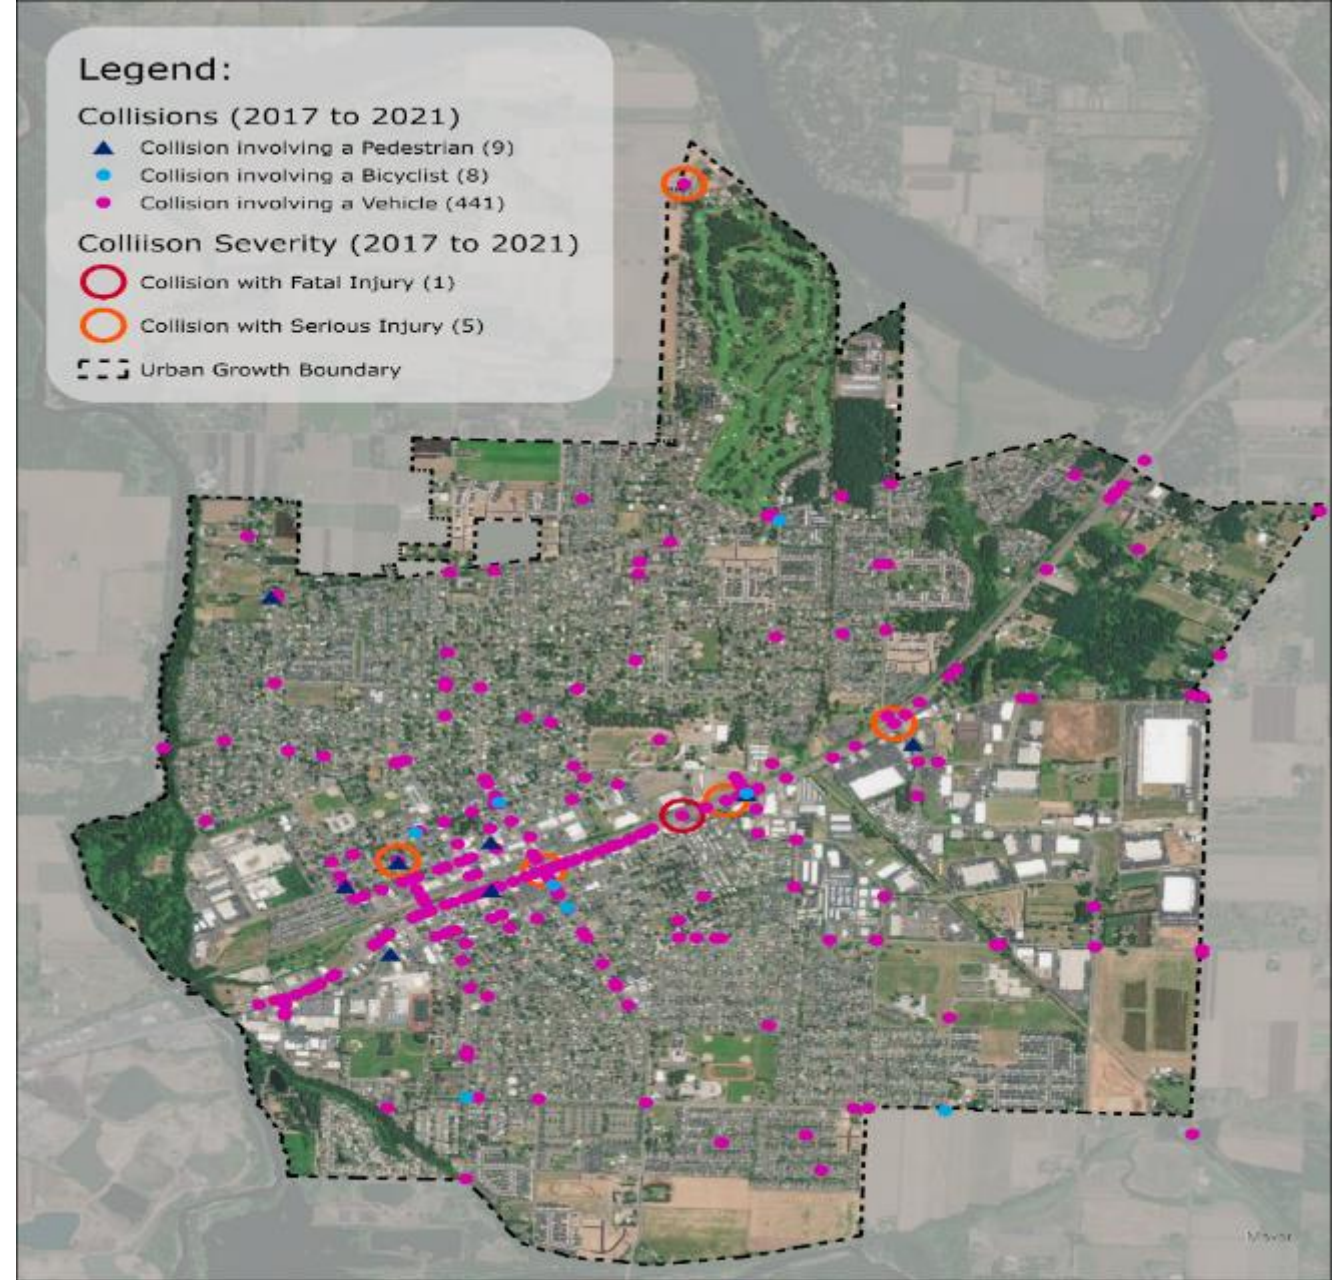 Legend:
Collisions (2017 to 2021)
Collision involving a Pedestrian (9)
Collision involving a Bicyclist (8)
Collision involving a Vehicle (441)
Colliison Severity (2017 to 2021)
Collision with Fatal Injury (1)
Collision with Serious Injury (5)
Urban Growth Boundary